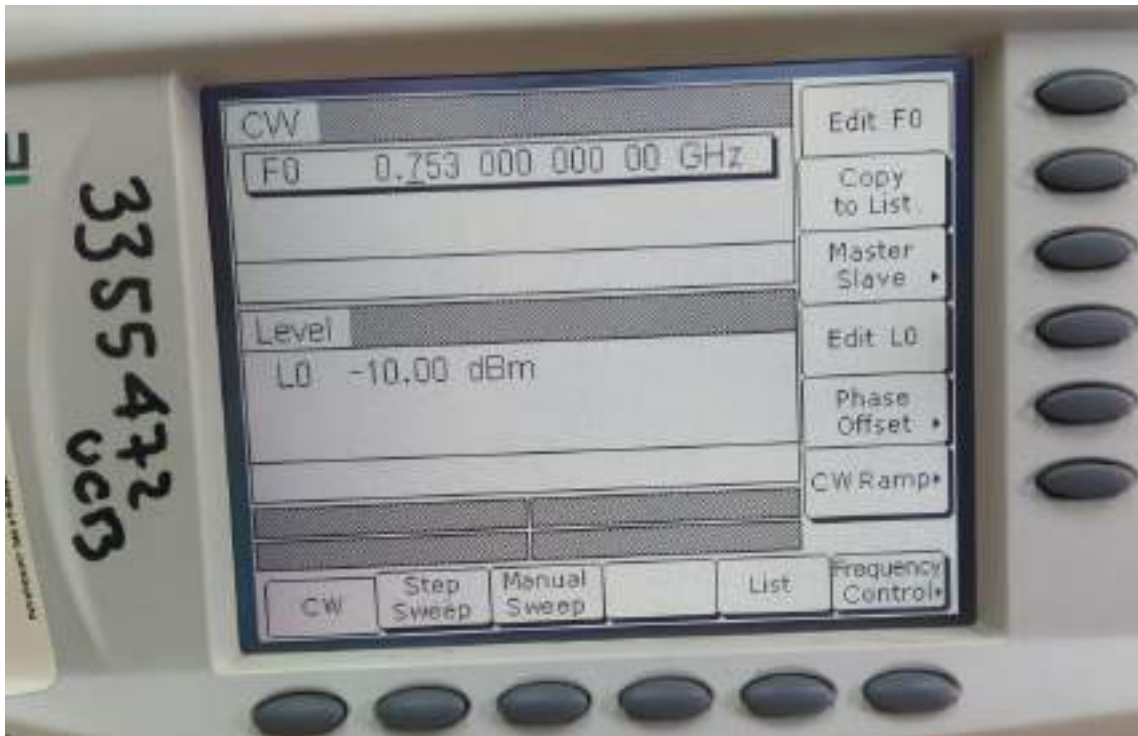 CW
F0 0.753 000 000 00 GHz
Level
L0 -10.00 dBm
Edit F0
Copy
to List
Master
Slave
Edit L0
Phase
Offset
CW Ramp
CW
Step
Sweep
Manual
Sweep
List
Frequency
Control
3355472
UCM